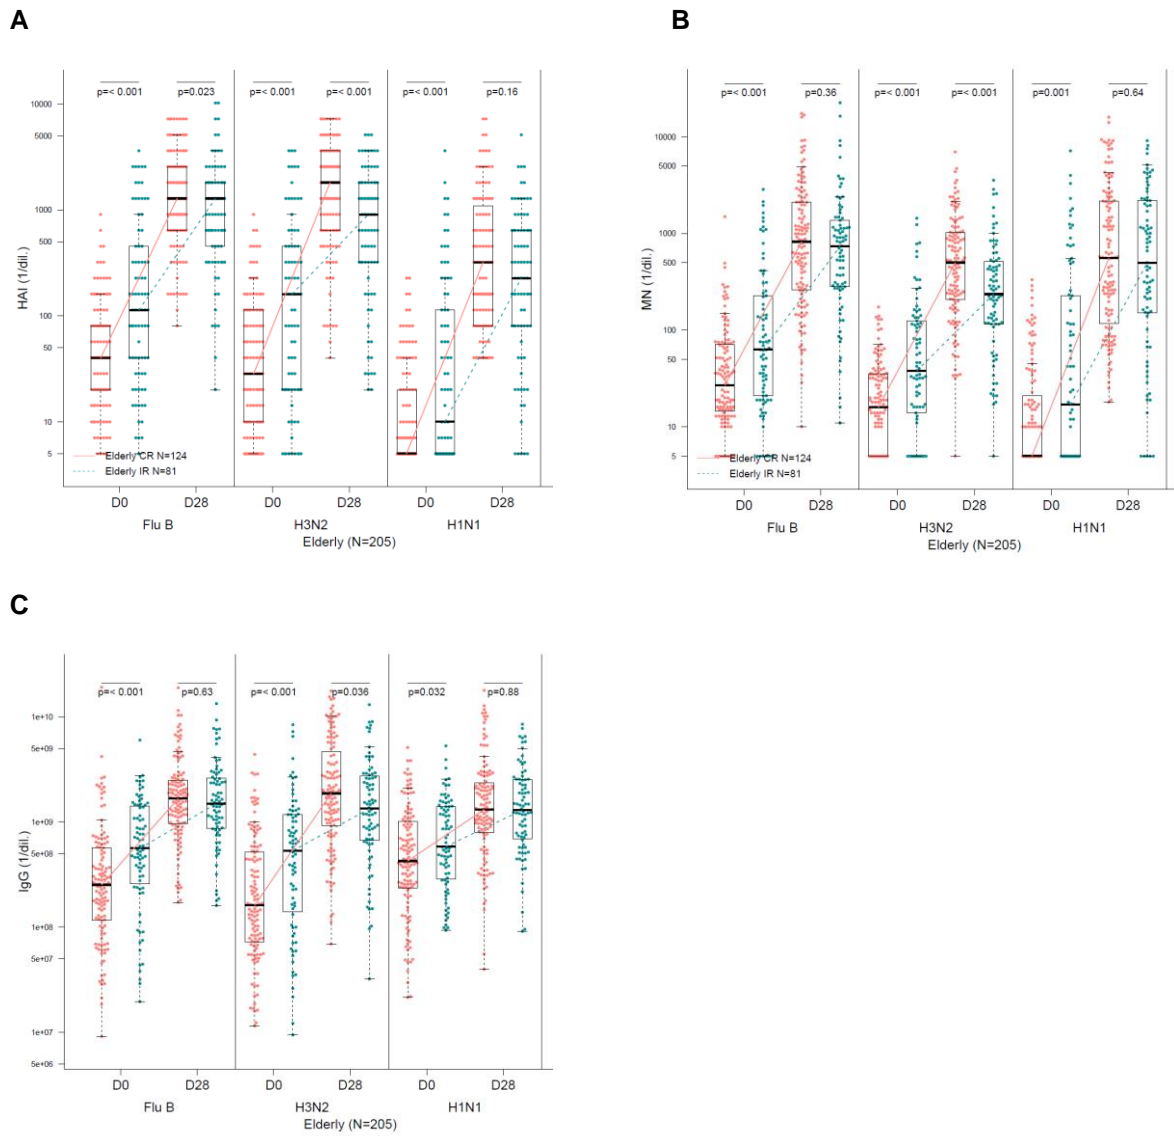 A
B
p=< 0.001
p=0.023
p=< 0.001
p=< 0.001
p=< 0.001
p=0.16
10000
5000
1000
500
100
50
10
5
HAI (1/dil.)
Elderly CR N=124
Elderly IR N=81
D0
D28
D0
D28
D0
D28
Flu B
H3N2
H1N1
Elderly (N=205)
p=< 0.001
p=0.36
p=< 0.001
p=< 0.001
p=0.001
p=0.64
10000
5000
1000
500
100
50
10
5
MN (1/dil.)
Elderly CR N=124
Elderly IR N=81
D0
D28
D0
D28
D0
D28
Flu B
H3N2
H1N1
Elderly (N=205)
C
p=< 0.001
p=0.63
p=< 0.001
p=0.036
p=0.032
p=0.88
1e+10
5e+09
1e+09
5e+08
1e+08
5e+07
1e+07
5e+06
IgG (1/dil.)
D0
D28
D0
D28
D0
D28
Flu B
H3N2
H1N1
Elderly (N=205)